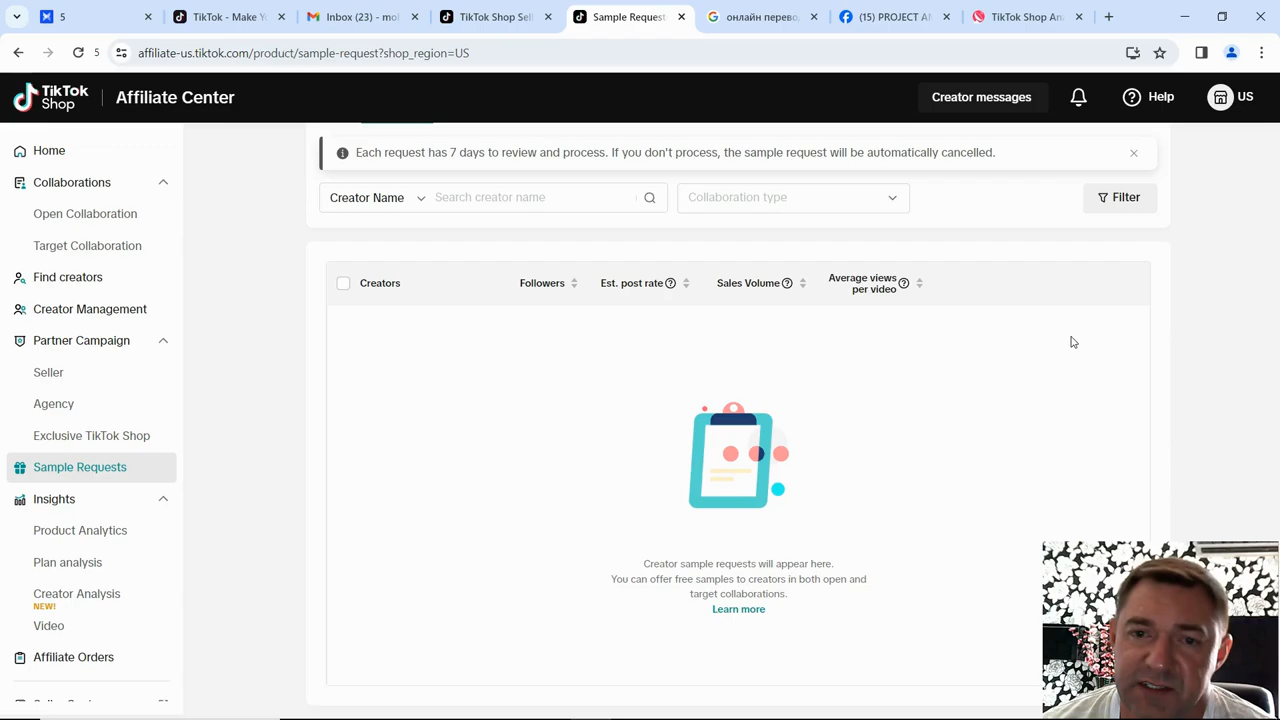 5
TikTok - Make Y
Inbox (23) - mo
TikTok Shop Sel
Sample Request
онлайн перево
(15) PROJECT A
TikTok Shop An
5
affiliate-us.tiktok.com/product/sample-request?shop_region=US
TikTok Shop
Affiliate Center
Creator messages
Help
US
Home
Collaborations
Open Collaboration
Target Collaboration
Find creators
Creator Management
Partner Campaign
Seller
Agency
Exclusive TikTok Shop
Sample Requests
Insights
Product Analytics
Plan analysis
Creator Analysis
NEW!
Video
Affiliate Orders
Each request has 7 days to review and process. If you don't process, the sample request will be automatically cancelled.
Creator Name
Search creator name
Collaboration type
Filter
Creators
Followers
Est. post rate
Sales Volume
Average views
per video
Creator sample requests will appear here.
You can offer free samples to creators in both open and
target collaborations.
Learn more